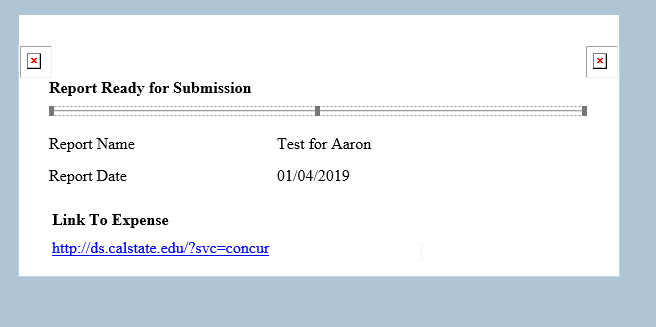 Report Ready for Submission
Report Name Test for Aaron
Report Date 01/04/2019
Link To Expense
http://ds.calstate.edu/?svc=concur